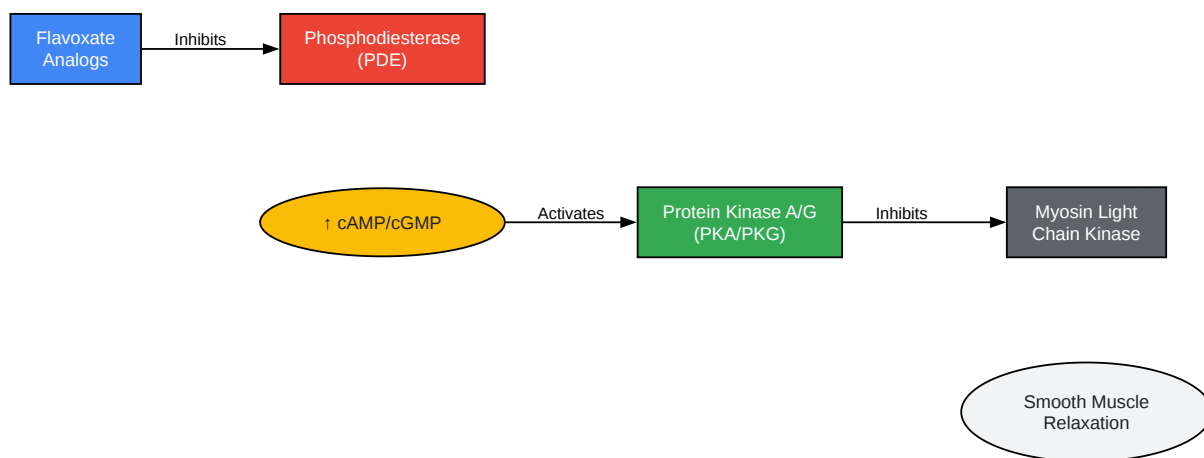 Flavoxate
Analogs
Inhibits
Phosphodiesterase
(PDE)
↑ cAMP/cGMP
Activates
Protein Kinase A/G
(PKA/PKG)
Inhibits
Myosin Light
Chain Kinase
Smooth Muscle
Relaxation